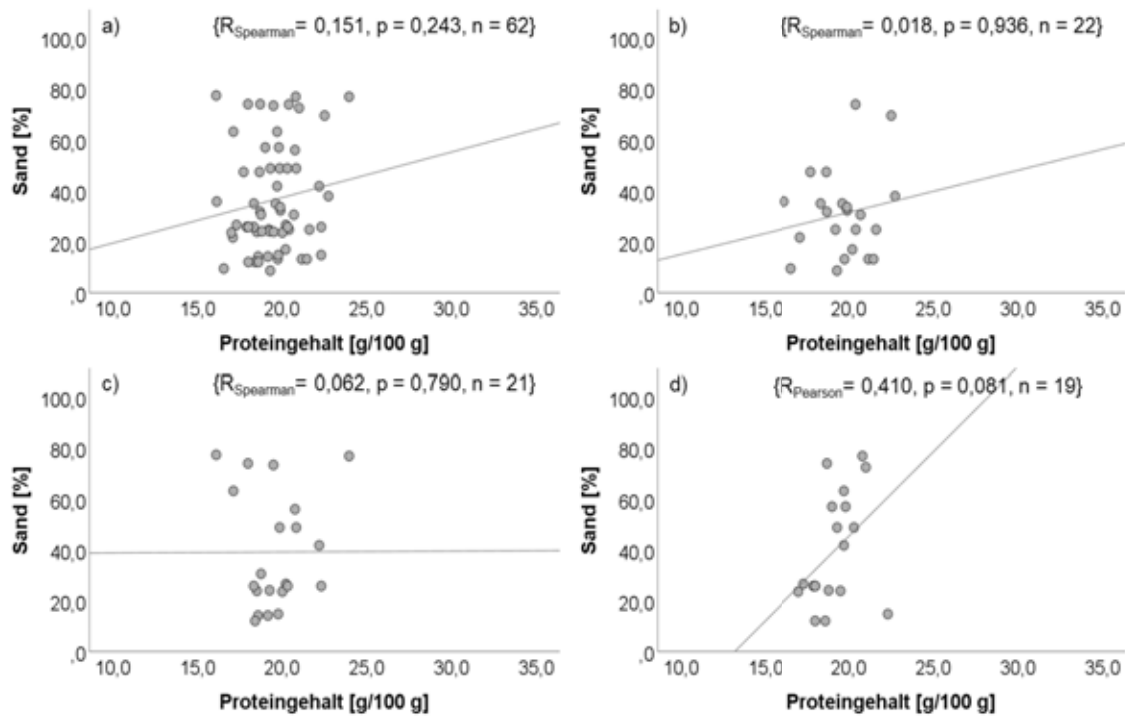 a) {R_Spearman= 0,151, p = 0,243, n = 62}
100,0
80,0
60,0
40,0
20,0
,0
Sand [%]
10,0 15,0 20,0 25,0 30,0 35,0
Proteingehalt [g/100 g]
b) {R_Spearman= 0,018, p = 0,936, n = 22}
100,0
80,0
60,0
40,0
20,0
,0
Sand [%]
10,0 15,0 20,0 25,0 30,0 35,0
Proteingehalt [g/100 g]
c) {R_Spearman= 0,062, p = 0,790, n = 21}
100,0
80,0
60,0
40,0
20,0
,0
Sand [%]
10,0 15,0 20,0 25,0 30,0 35,0
Proteingehalt [g/100 g]
d) {R_Pearson= 0,410, p = 0,081, n = 19}
100,0
80,0
60,0
40,0
20,0
,0
Sand [%]
10,0 15,0 20,0 25,0 30,0 35,0
Proteingehalt [g/100 g]